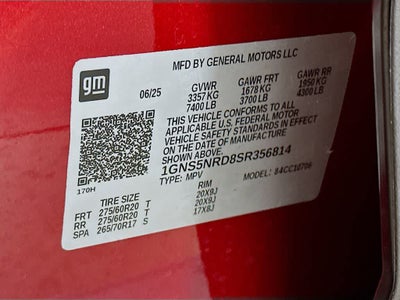 gm
MFD BY GENERAL MOTORS LLC
06/25 GVWR GAWR FRT GAWR RR
3357 KG 1678 KG 1950 KG
7400 LB 3700 LB 4300 LB
THIS VEHICLE CONFORMS TO ALL
APPLICABLE U.S. FEDERAL MOTOR
VEHICLE SAFETY STANDARDS IN EFFECT
ON THE DATE OF MANUFACTURE
1GNS5NRD8SR356814
TYPE: MPV MODEL: 84CC10706
170H
TIRE SIZE RIM
FRT 275/60R20 T 20X9J
RR 275/60R20 T 20X9J
SPA 265/70R17 S 17X8J